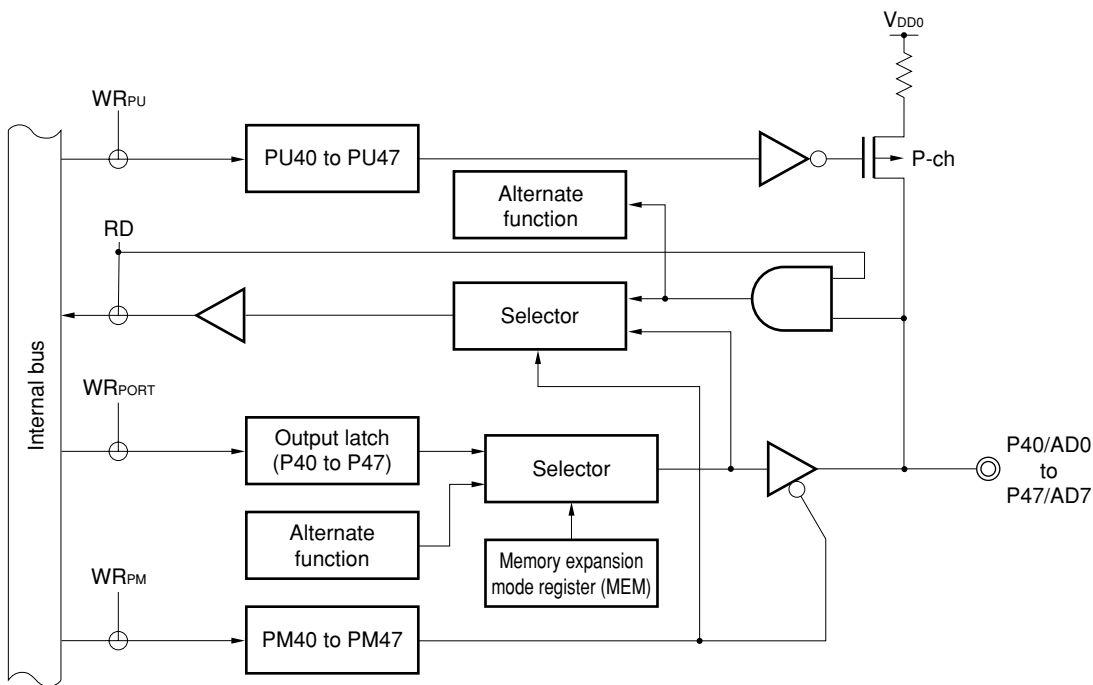 VDD0
WRPU
PU40 to PU47
P-ch
Alternate
function
RD
Selector
Internal bus
WRPORT
Output latch
(P40 to P47)
Selector
P40/AD0
to
P47/AD7
Alternate
function
Memory expansion
mode register (MEM)
WRPM
PM40 to PM47